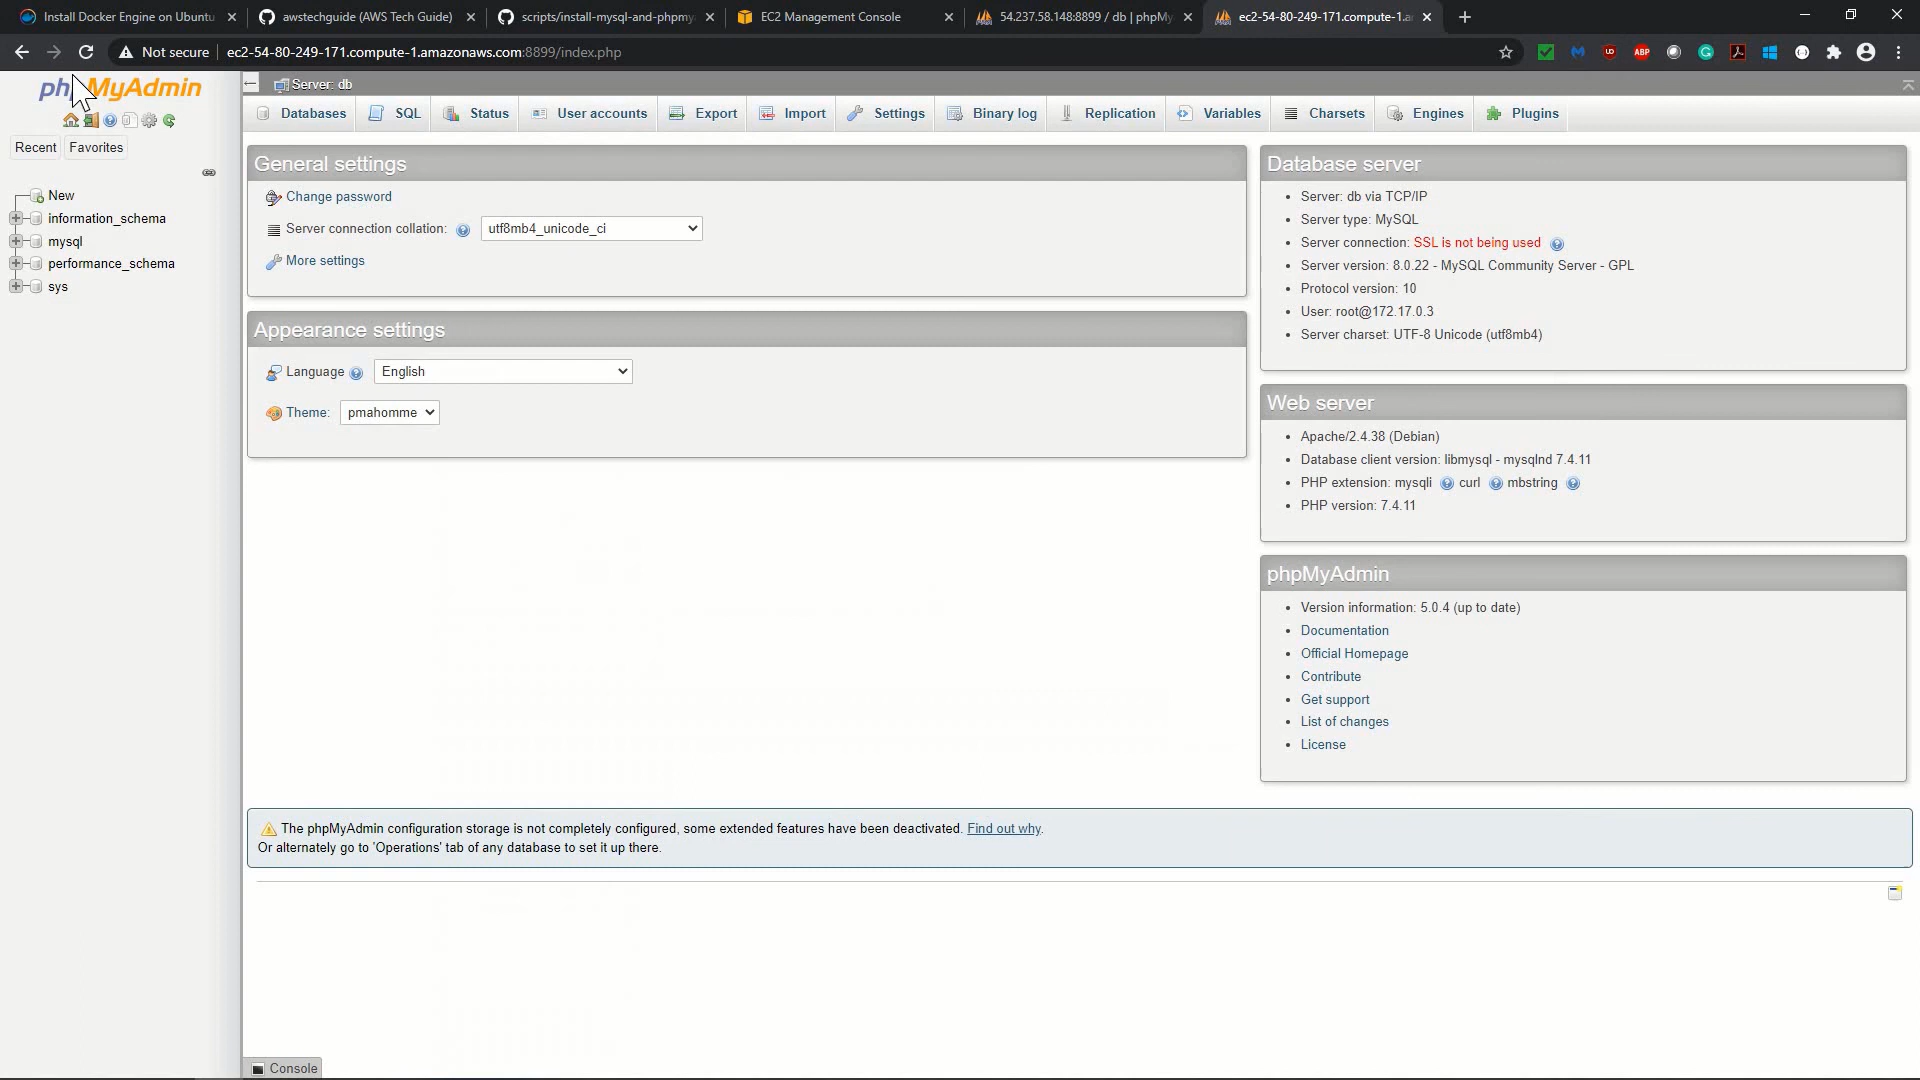 Install Docker Engine on Ubuntu
awstechguide (AWS Tech Guide)
scripts/install-mysql-and-phpmy
EC2 Management Console
54.237.58.148:8899 / db | phpMy
ec2-54-80-249-171.compute-1.a
Not secure
ec2-54-80-249-171.compute-1.amazonaws.com:8899/index.php
phpMyAdmin
Recent
Favorites
New
information_schema
mysql
performance_schema
sys
Server: db
Databases
SQL
Status
User accounts
Export
Import
Settings
Binary log
Replication
Variables
Charsets
Engines
Plugins
General settings
Change password
Server connection collation:
utf8mb4_unicode_ci
More settings
Appearance settings
Language
English
Theme:
pmahomme
Database server
Server: db via TCP/IP
Server type: MySQL
Server connection: SSL is not being used
Server version: 8.0.22 - MySQL Community Server - GPL
Protocol version: 10
User: root@172.17.0.3
Server charset: UTF-8 Unicode (utf8mb4)
Web server
Apache/2.4.38 (Debian)
Database client version: libmysql - mysqlnd 7.4.11
PHP extension: mysqli curl mbstring
PHP version: 7.4.11
phpMyAdmin
Version information: 5.0.4 (up to date)
Documentation
Official Homepage
Contribute
Get support
List of changes
License
The phpMyAdmin configuration storage is not completely configured, some extended features have been deactivated. Find out why.
Or alternately go to 'Operations' tab of any database to set it up there.
Console